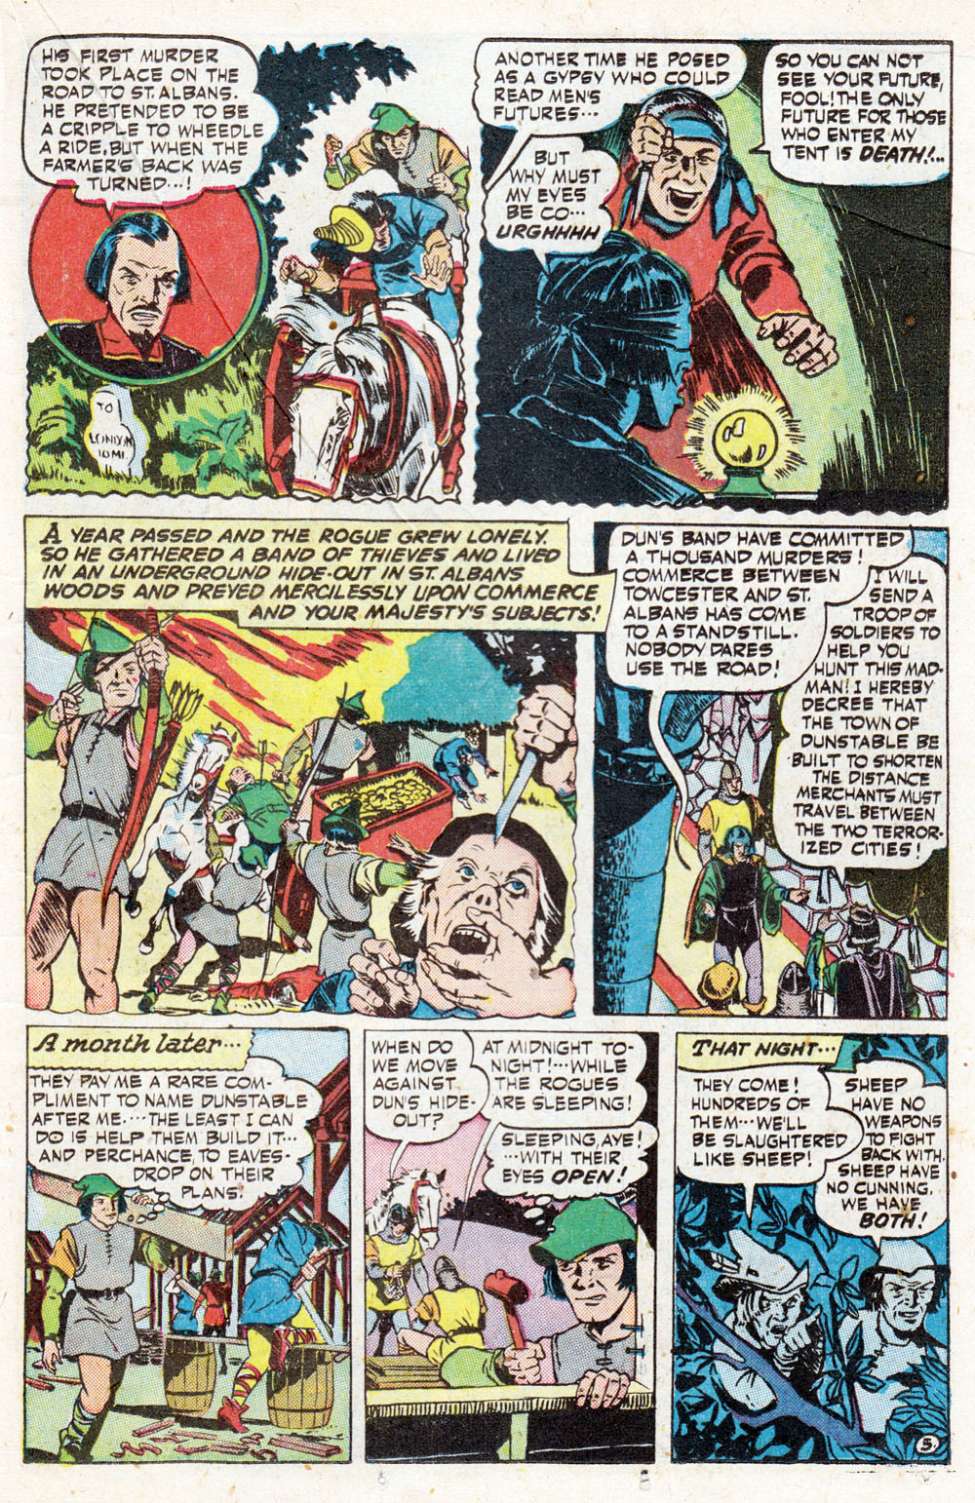 HIS FIRST MURDER
TOOK PLACE ON THE
ROAD TO ST. ALBANS.
HE PRETENDED TO BE
A CRIPPLE TO WHEEDLE
A RIDE, BUT WHEN THE
FARMER'S BACK WAS
TURNED...!
TO
ANOTHER TIME HE POSED
AS A GYPSY WHO COULD
READ MEN'S
FUTURES...
BUT
WHY MUST
MY EYES
BE CO...
URGHHHH
SO YOU CAN NOT
SEE YOUR FUTURE,
FOOL! THE ONLY
FUTURE FOR THOSE
WHO ENTER MY
TENT IS DEATH!...
A YEAR PASSED AND THE ROGUE GREW LONELY.
SO HE GATHERED A BAND OF THIEVES AND LIVED
IN AN UNDERGROUND HIDE-OUT IN ST. ALBANS
WOODS AND PREYED MERCILESSLY UPON COMMERCE
AND YOUR MAJESTY'S SUBJECTS!
DUN'S BAND HAVE COMMITTED
A THOUSAND MURDERS!
COMMERCE BETWEEN
TOWCESTER AND ST.
ALBANS HAS COME
TO A STANDSTILL.
NOBODY DARES
USE THE ROAD!
I WILL
SEND A
TROOP OF
SOLDIERS TO
HELP YOU
HUNT THIS MAD-
MAN! I HEREBY
DECREE THAT
THE TOWN OF
DUNSTABLE BE
BUILT TO SHORTEN
THE DISTANCE
MERCHANTS MUST
TRAVEL BETWEEN
THE TWO TERROR-
IZED CITIES!
A month later...
THEY PAY ME A RARE COM-
PLIMENT TO NAME DUNSTABLE
AFTER ME....THE LEAST I CAN
DO IS HELP THEM BUILD IT...
AND PERCHANCE, TO EAVES-
DROP ON THEIR
PLANS.
WHEN DO
WE MOVE
AGAINST
DUN'S HIDE-
OUT?
AT MIDNIGHT TO-
NIGHT!...WHILE
THE ROGUES
ARE SLEEPING!
SLEEPING, AYE!
...WITH THEIR
EYES OPEN!
THAT NIGHT...
THEY COME!
HUNDREDS OF
THEM...WE'LL
BE SLAUGHTERED
LIKE SHEEP!
SHEEP
HAVE NO
WEAPONS
TO FIGHT
BACK WITH.
SHEEP HAVE
NO CUNNING.
WE HAVE
BOTH!